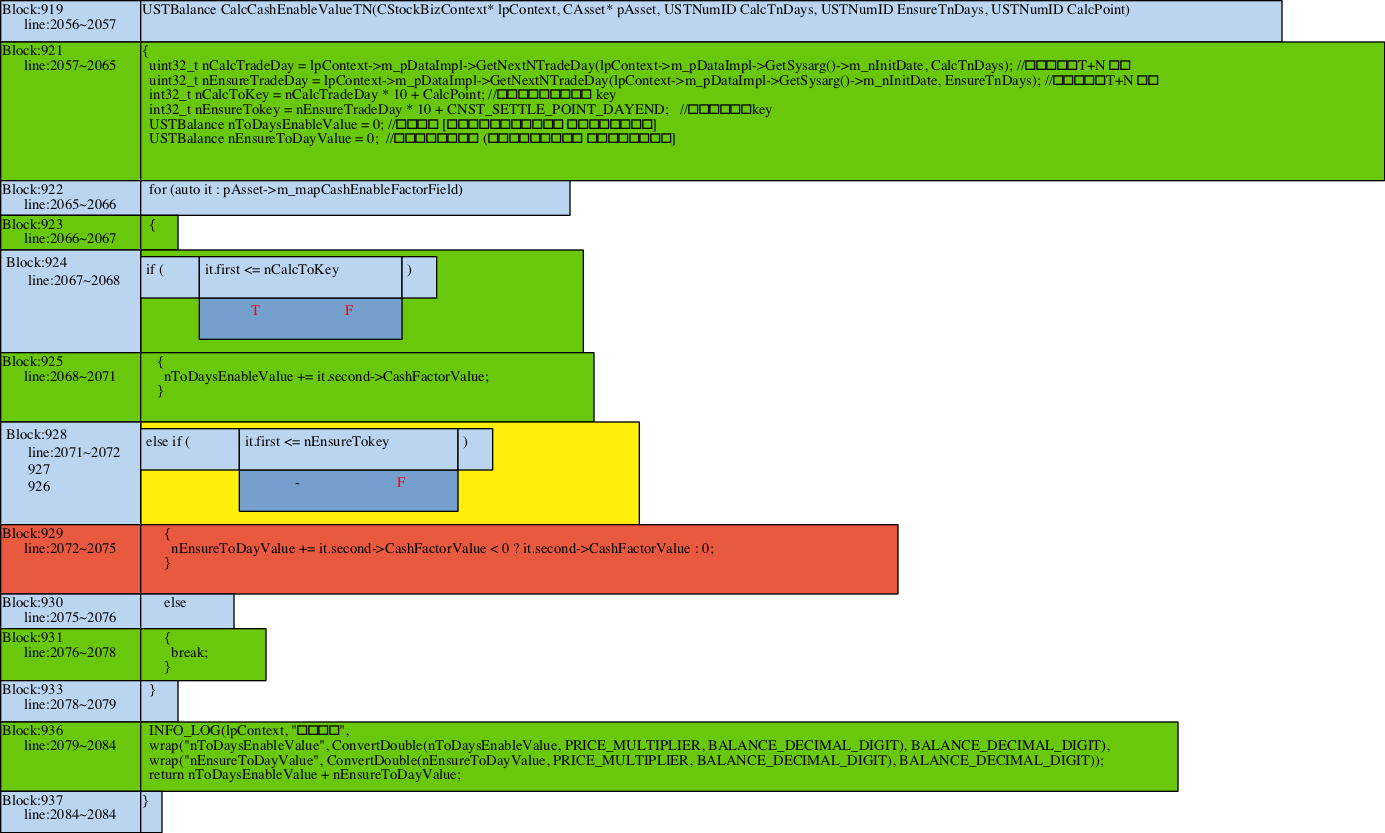 Block:919
line:2056~2057
USTBalance CalcCashEnableValueTN(CStockBizContext* lpContext, CAsset* pAsset, USTNumID CalcTnDays, USTNumID EnsureTnDays, USTNumID CalcPoint)
Block:921
line:2057~2065
{
uint32_t nCalcTradeDay = lpContext->m_pDataImpl->GetNextNTradeDay(lpContext->m_pDataImpl->GetSysarg()->m_nInitDate, CalcTnDays); //□□□□□T+N □□
uint32_t nEnsureTradeDay = lpContext->m_pDataImpl->GetNextNTradeDay(lpContext->m_pDataImpl->GetSysarg()->m_nInitDate, EnsureTnDays); //□□□□□T+N □□
int32_t nCalcToKey = nCalcTradeDay * 10 + CalcPoint; //□□□□□□□□□ key
int32_t nEnsureTokey = nEnsureTradeDay * 10 + CNST_SETTLE_POINT_DAYEND; //□□□□□□key
USTBalance nToDaysEnableValue = 0; //□□□□ [□□□□□□□□□□□ □□□□□□□□]
USTBalance nEnsureToDayValue = 0; //□□□□□□□□ (□□□□□□□□□ □□□□□□□□]
Block:922
line:2065~2066
for (auto it : pAsset->m_mapCashEnableFactorField)
Block:923
line:2066~2067
{
Block:924
line:2067~2068
if ( it.first <= nCalcToKey )
T F
Block:925
line:2068~2071
{
nToDaysEnableValue += it.second->CashFactorValue;
}
Block:928
line:2071~2072
927
926
else if ( it.first <= nEnsureTokey )
- F
Block:929
line:2072~2075
{
nEnsureToDayValue += it.second->CashFactorValue < 0 ? it.second->CashFactorValue : 0;
}
Block:930
line:2075~2076
else
Block:931
line:2076~2078
{
break;
}
Block:933
line:2078~2079
}
Block:936
line:2079~2084
INFO_LOG(lpContext, "□□□□",
wrap("nToDaysEnableValue", ConvertDouble(nToDaysEnableValue, PRICE_MULTIPLIER, BALANCE_DECIMAL_DIGIT), BALANCE_DECIMAL_DIGIT),
wrap("nEnsureToDayValue", ConvertDouble(nEnsureToDayValue, PRICE_MULTIPLIER, BALANCE_DECIMAL_DIGIT), BALANCE_DECIMAL_DIGIT));
return nToDaysEnableValue + nEnsureToDayValue;
Block:937
line:2084~2084
}